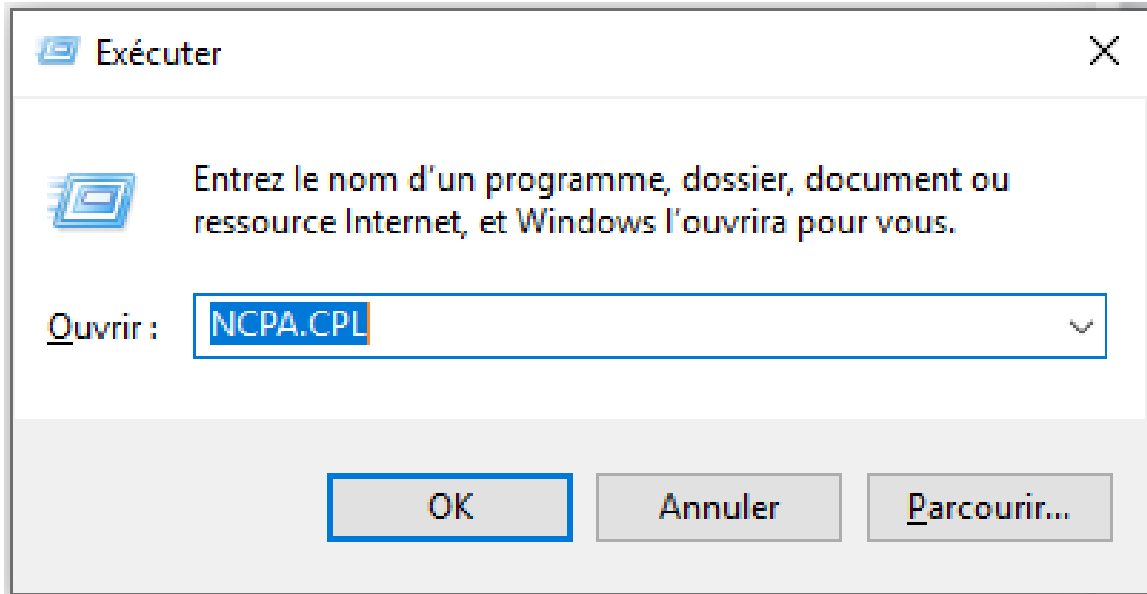 Exécuter
Entrez le nom d'un programme, dossier, document ou
ressource Internet, et Windows l'ouvrira pour vous.
Ouvrir : NCPA.CPL
OK Annuler Parcourir...